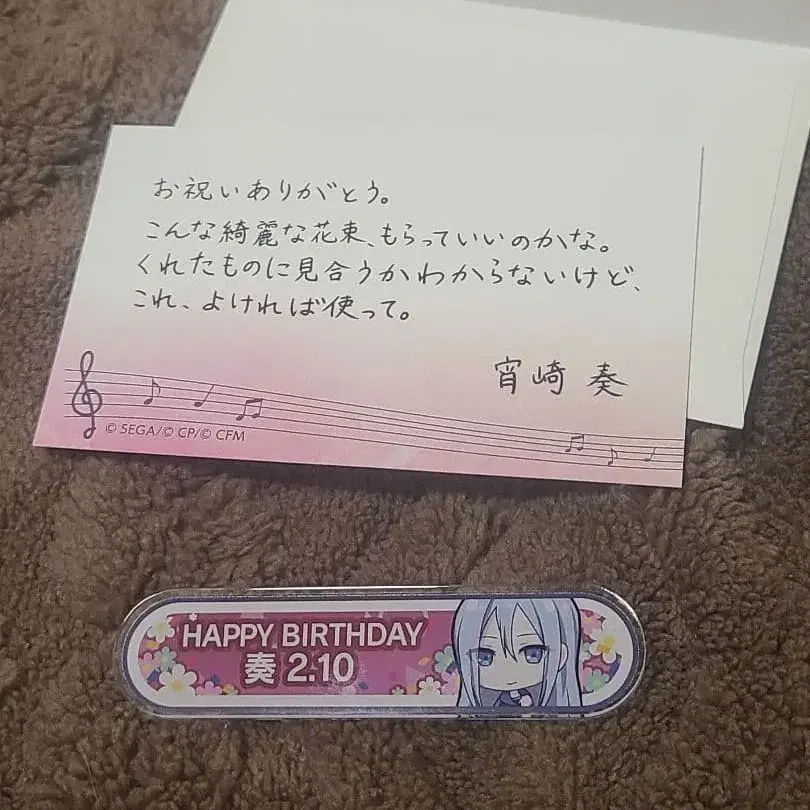 お祝いありがとう。
こんな綺麗な花束、もらっていいのかな。
くれたものに見合うかわからないけど、
これ、よければ使って。
宵崎 奏
© SEGA/© CP/© CFM
HAPPY BIRTHDAY
奏 2.10